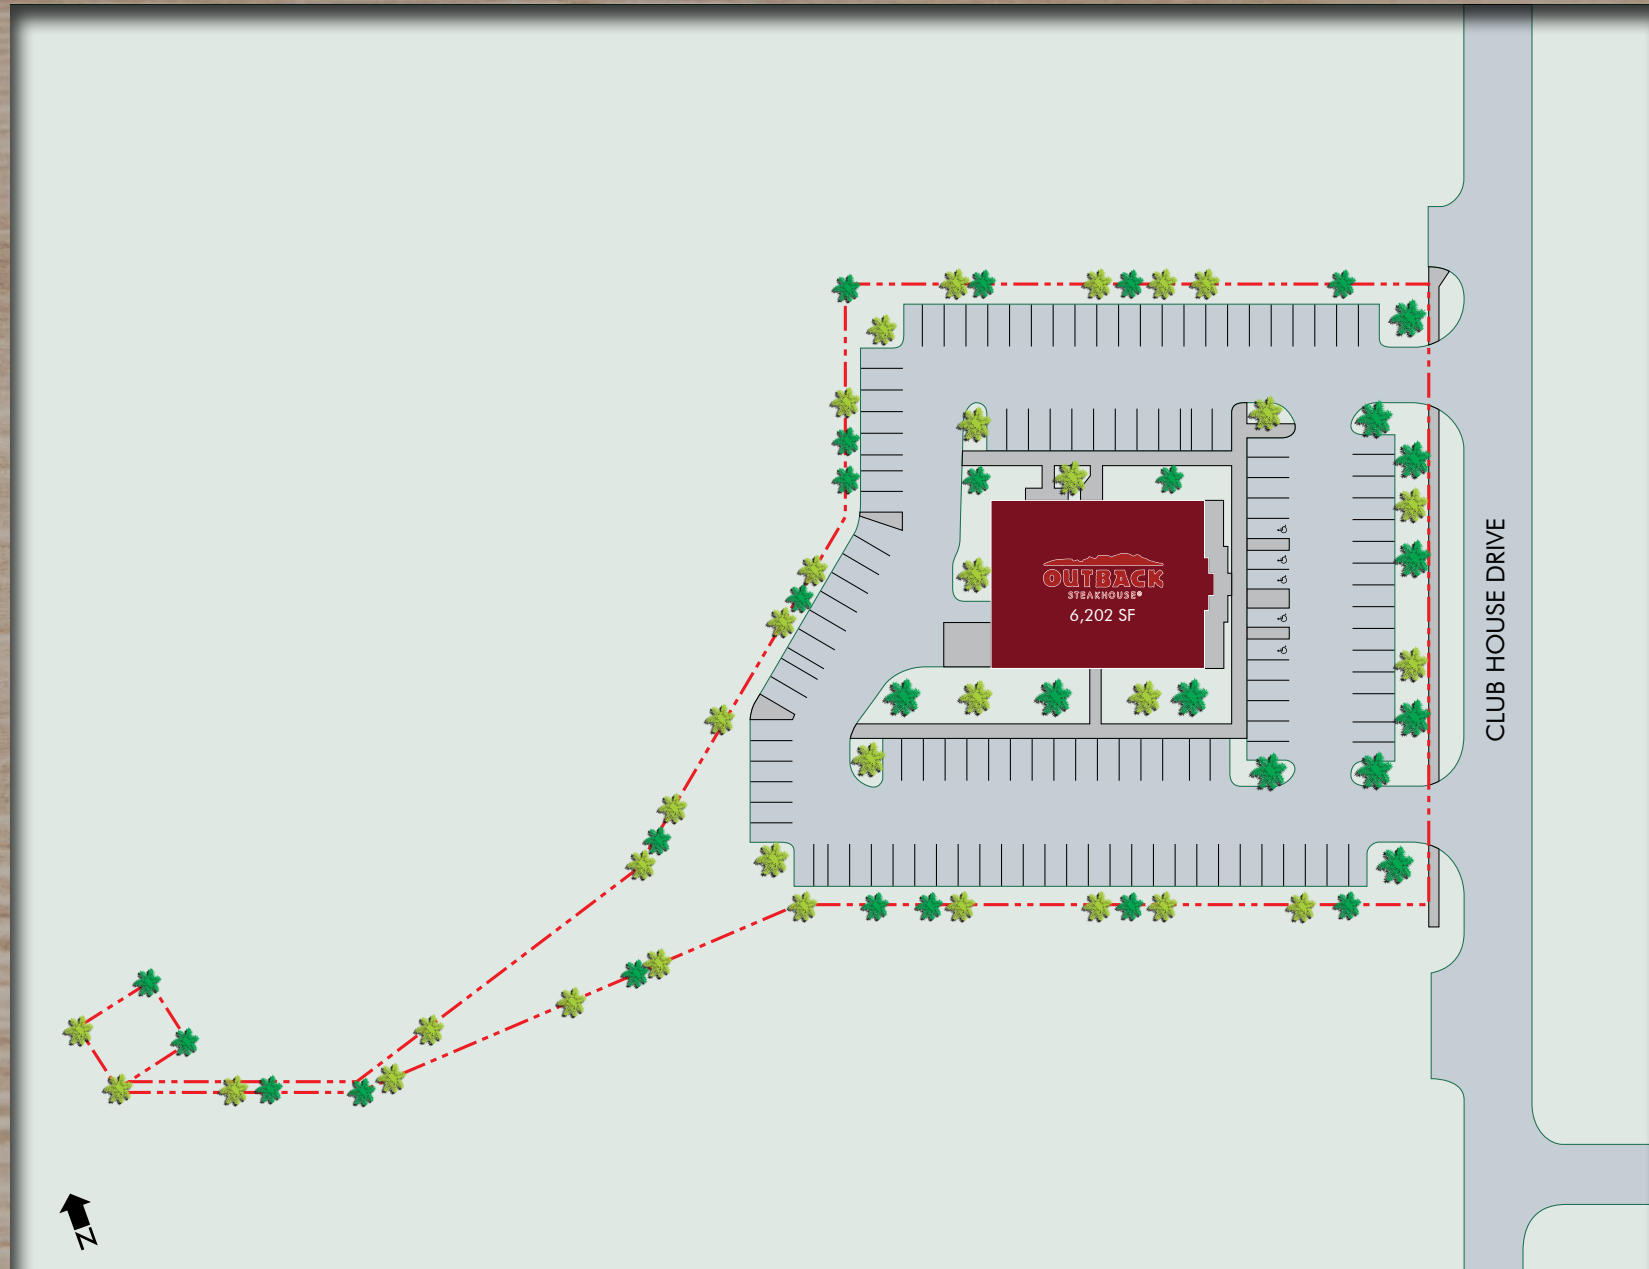 OUTBACK
STEAKHOUSE®
6,202 SF
CLUB HOUSE DRIVE
N